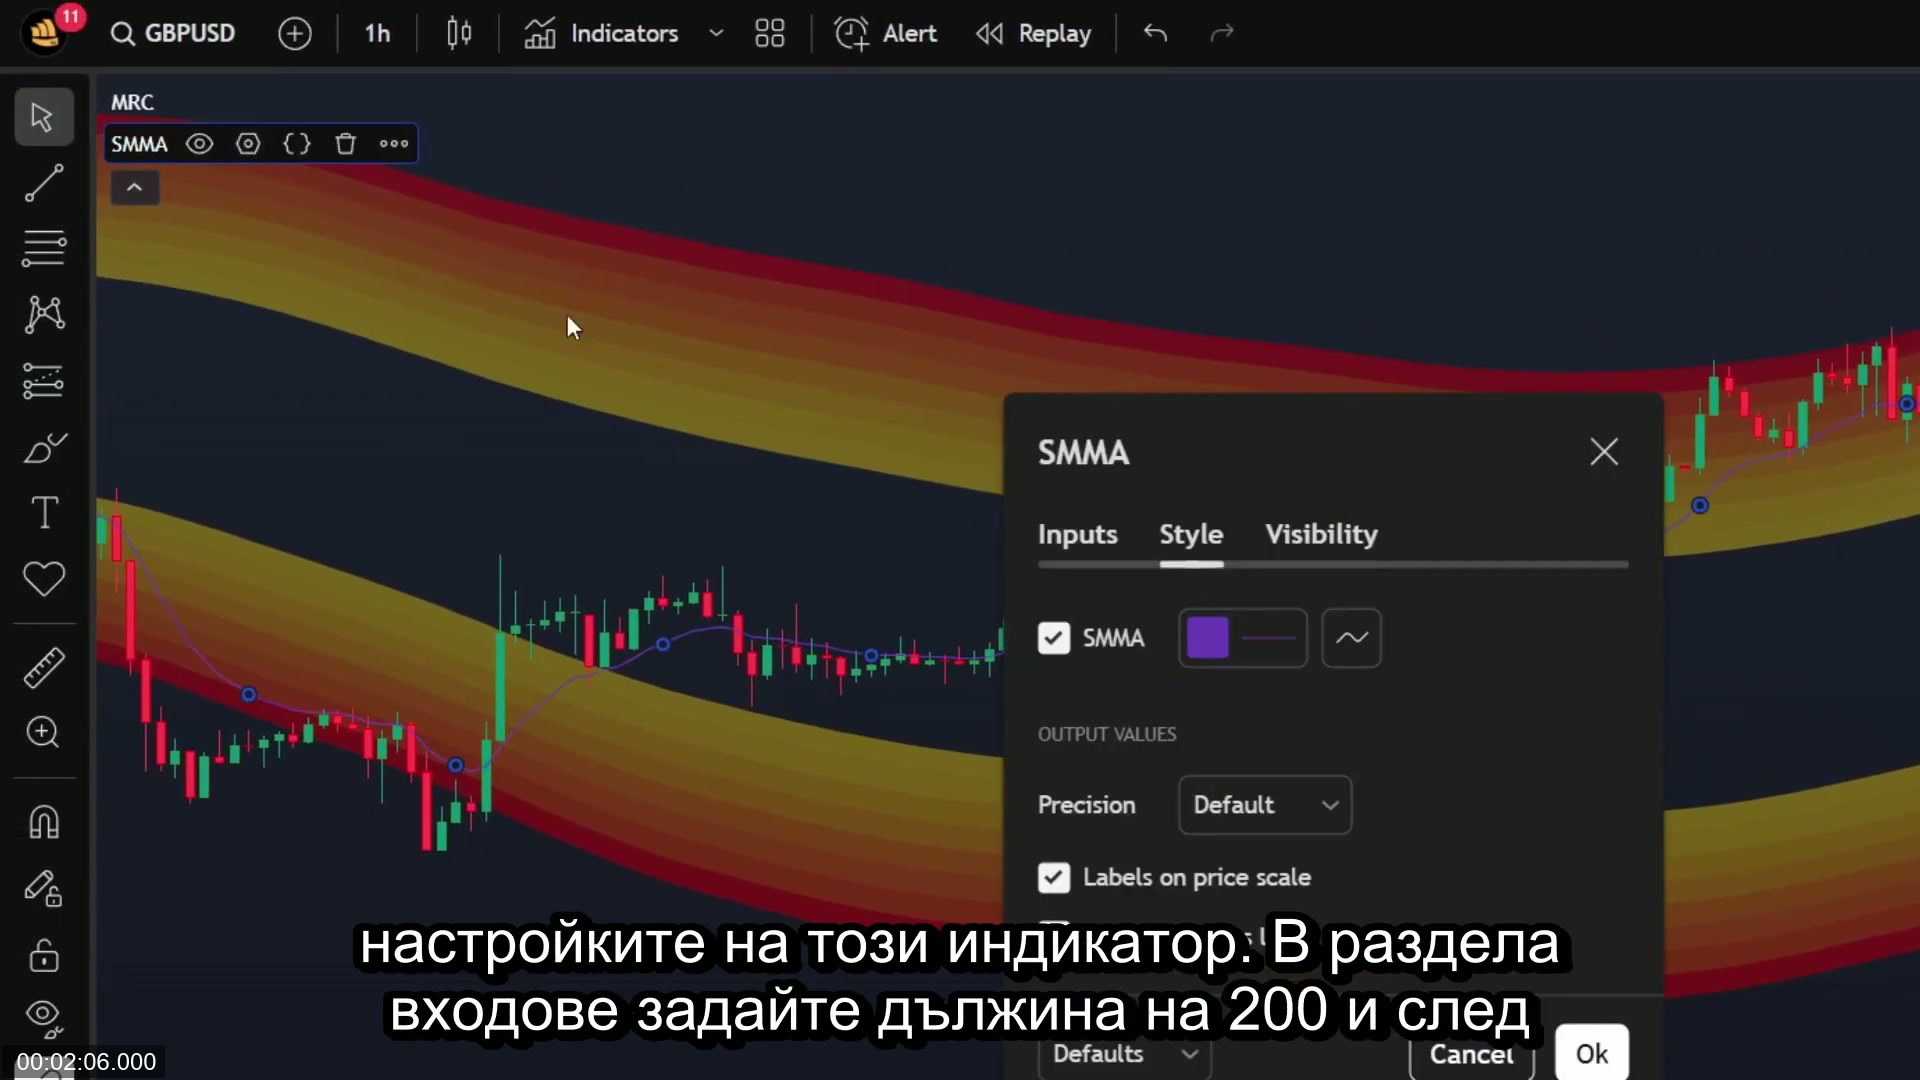 11
GBPUSD
1h
Indicators
Alert
Replay
MRC
SMMA
SMMA
Inputs
Style
Visibility
SMMA
OUTPUT VALUES
Precision
Default
Labels on price scale
настройките на този индикатор. В раздела
входове задайте дължина на 200 и след
Defaults
Cancel
Ok
00:02:06.000